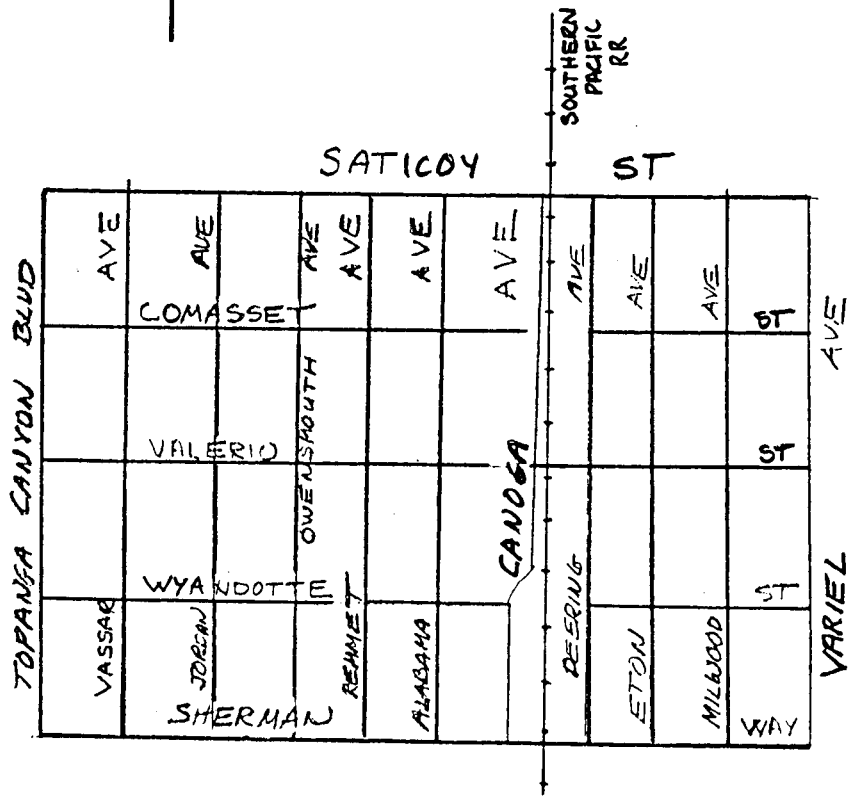 SOUTHERN
PACIFIC
RR
SATICOY ST
TOPANGA CANYON BLVD
AVE
AVE
AVE
AVE
AVE
AVE
AVE
AVE
AVE
COMASSET ST
AVE
OWENSMOUTH
VALERIO ST
CANOGA
WYANDOTTE ST
VASSAR
JORDAN
REMMET
ALABAMA
DEERING
ETON
MILWOOD
VARIEL
SHERMAN WAY